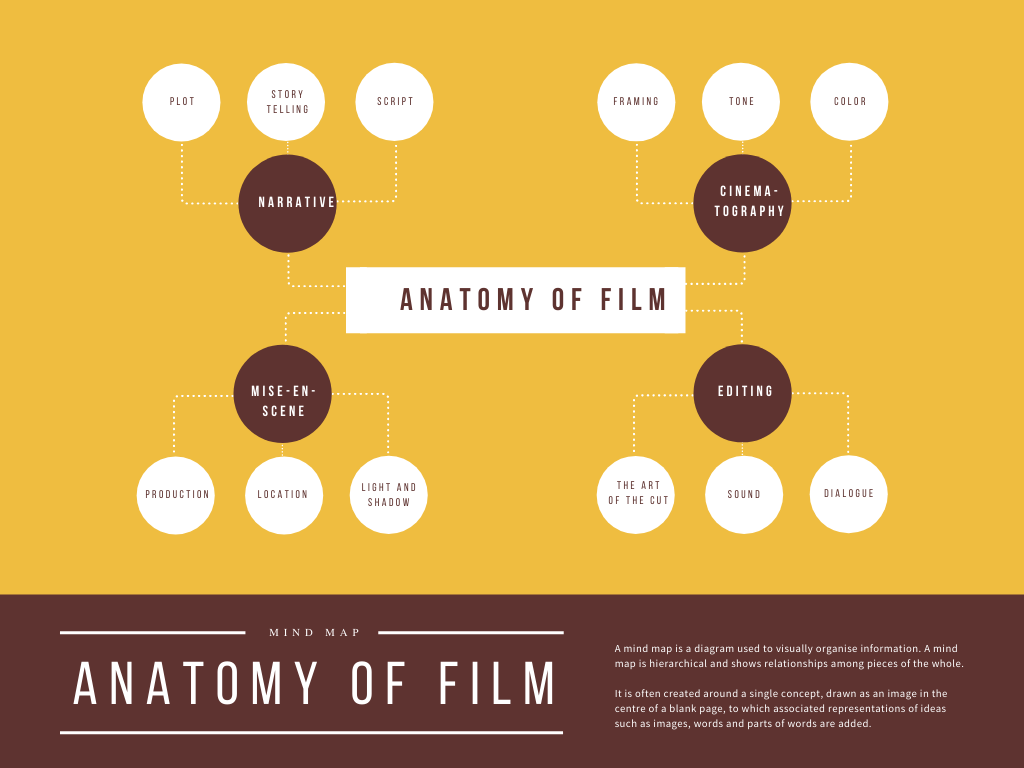 PLOT
STORY
TELLING
SCRIPT
FRAMING
TONE
COLOR
NARRATIVE
CINEMA-
TOGRAPHY
ANATOMY OF FILM
MISE-EN-
SCENE
EDITING
PRODUCTION
LOCATION
LIGHT AND
SHADOW
THE ART
OF THE CUT
SOUND
DIALOGUE
MIND MAP
ANATOMY OF FILM
A mind map is a diagram used to visually organise information. A mind
map is hierarchical and shows relationships among pieces of the whole.
It is often created around a single concept, drawn as an image in the
centre of a blank page, to which associated representations of ideas
such as images, words and parts of words are added.